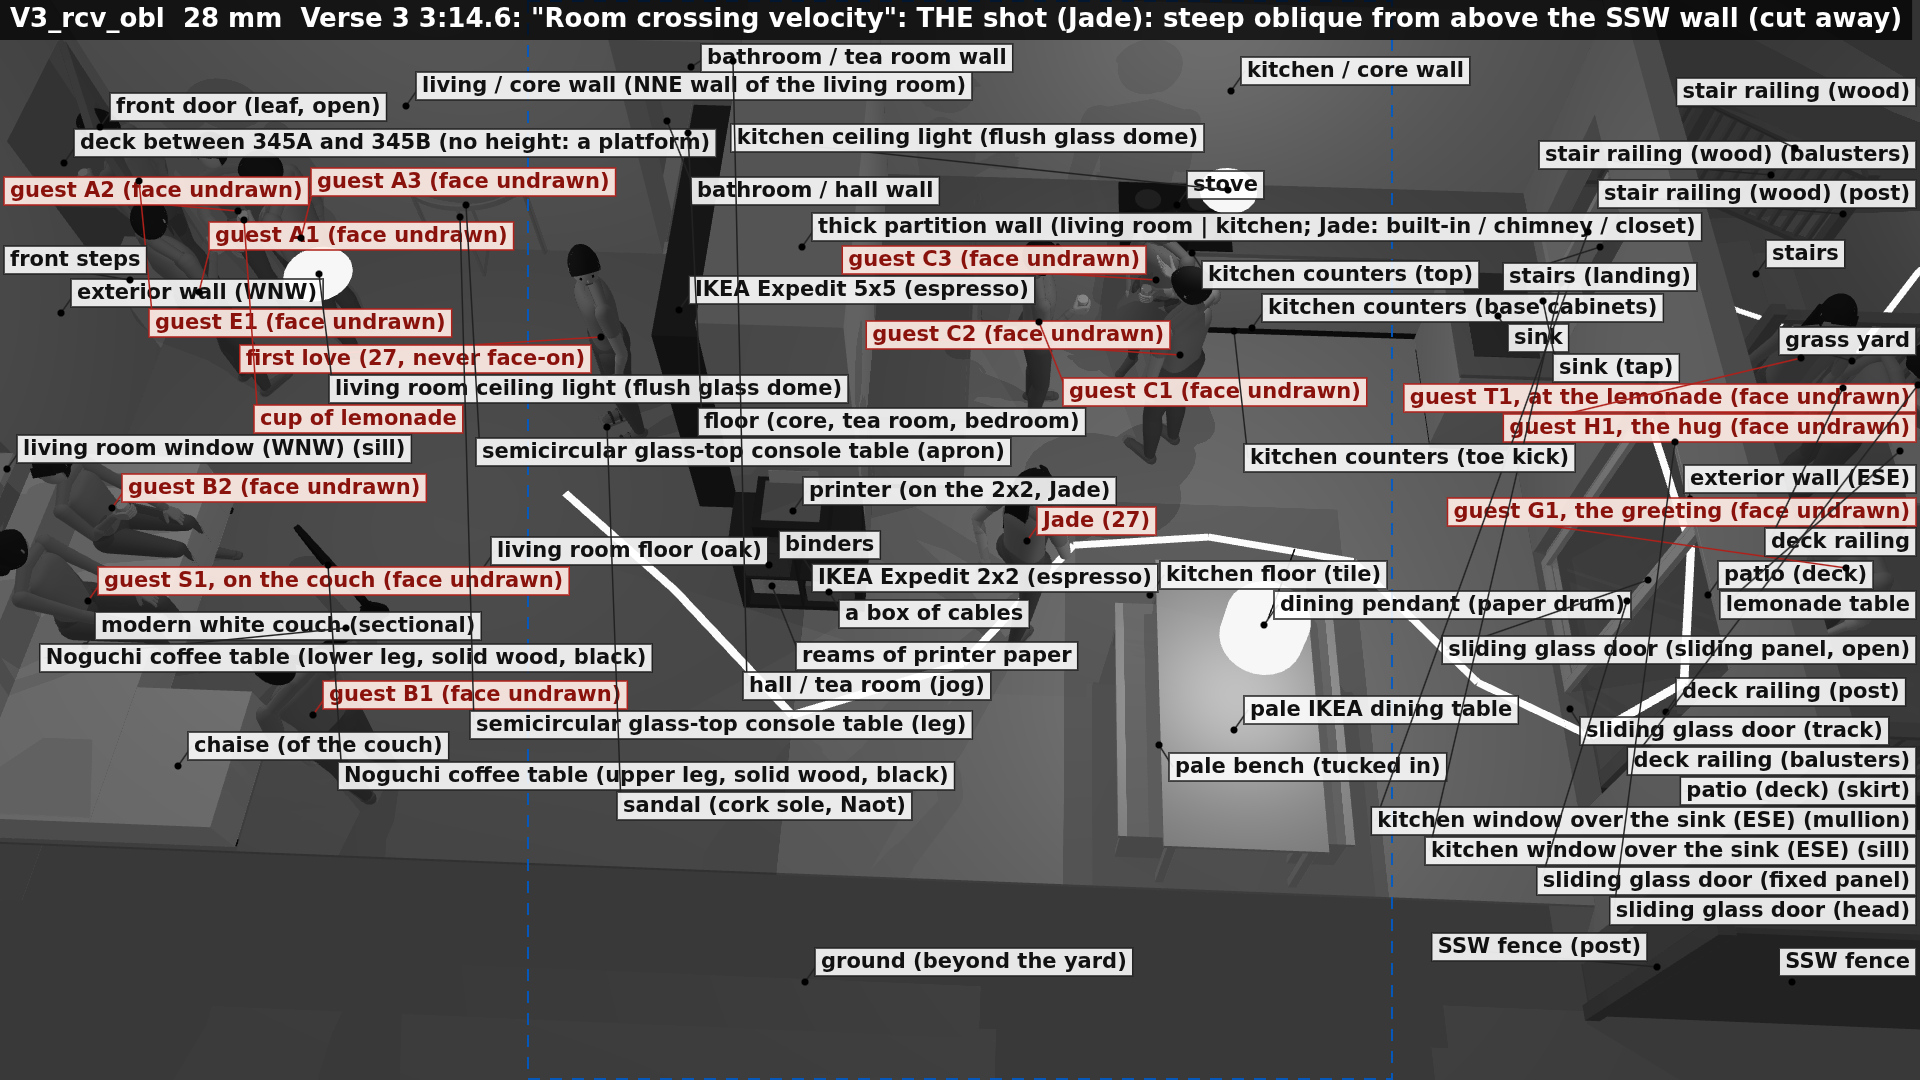 V3_rcv_obl 28 mm Verse 3 3:14.6: "Room crossing velocity": THE shot (Jade): steep oblique from above the SSW wall (cut away)
bathroom / tea room wall
kitchen / core wall
living / core wall (NNE wall of the living room)
stair railing (wood)
front door (leaf, open)
kitchen ceiling light (flush glass dome)
deck between 345A and 345B (no height: a platform)
stair railing (wood) (balusters)
guest A3 (face undrawn)
stove
guest A2 (face undrawn)
bathroom / hall wall
stair railing (wood) (post)
thick partition wall (living room | kitchen; Jade: built-in / chimney / closet)
guest A1 (face undrawn)
stairs
front steps
guest C3 (face undrawn)
kitchen counters (top)
stairs (landing)
exterior wall (WNW)
IKEA Expedit 5x5 (espresso)
kitchen counters (base cabinets)
guest E1 (face undrawn)
guest C2 (face undrawn)
sink
grass yard
first love (27, never face-on)
sink (tap)
living room ceiling light (flush glass dome)
guest C1 (face undrawn)
guest T1, at the lemonade (face undrawn)
cup of lemonade
floor (core, tea room, bedroom)
guest H1, the hug (face undrawn)
living room window (WNW) (sill)
semicircular glass-top console table (apron)
kitchen counters (toe kick)
exterior wall (ESE)
guest B2 (face undrawn)
printer (on the 2x2, Jade)
guest G1, the greeting (face undrawn)
Jade (27)
deck railing
living room floor (oak)
binders
guest S1, on the couch (face undrawn)
IKEA Expedit 2x2 (espresso)
kitchen floor (tile)
patio (deck)
dining pendant (paper drum)
lemonade table
a box of cables
modern white couch (sectional)
Noguchi coffee table (lower leg, solid wood, black)
reams of printer paper
sliding glass door (sliding panel, open)
hall / tea room (jog)
guest B1 (face undrawn)
deck railing (post)
pale IKEA dining table
semicircular glass-top console table (leg)
sliding glass door (track)
chaise (of the couch)
deck railing (balusters)
pale bench (tucked in)
Noguchi coffee table (upper leg, solid wood, black)
patio (deck) (skirt)
sandal (cork sole, Naot)
kitchen window over the sink (ESE) (mullion)
kitchen window over the sink (ESE) (sill)
sliding glass door (fixed panel)
sliding glass door (head)
SSW fence (post)
ground (beyond the yard)
SSW fence